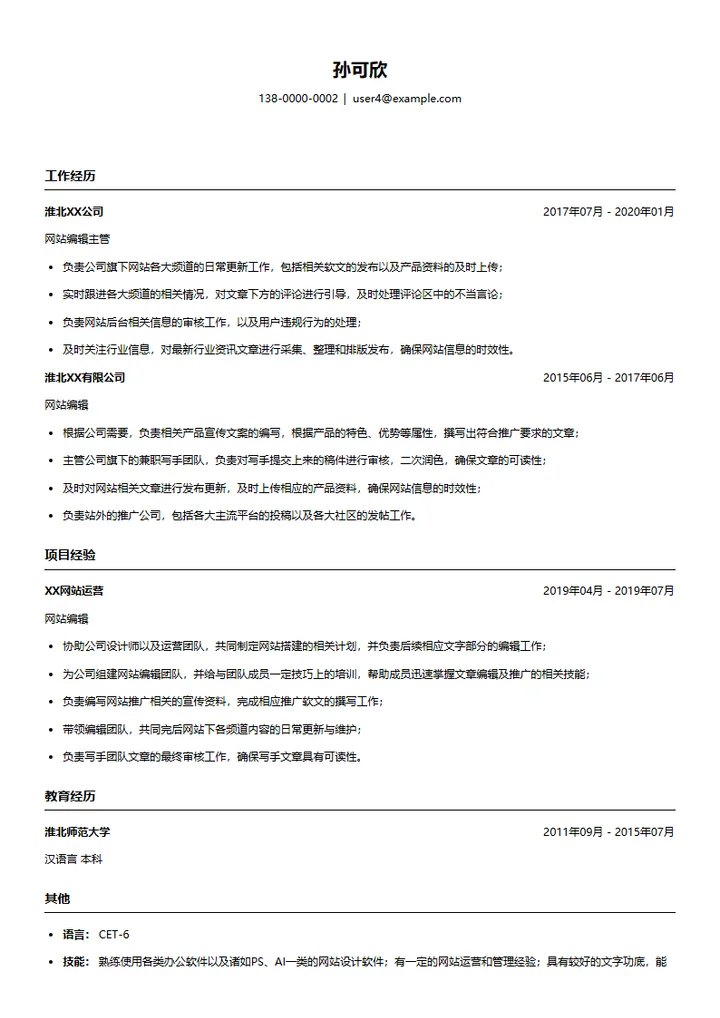 孙可欣
138-0000-0002 | user4@example.com
工作经历
淮北XX公司 2017年07月 - 2020年01月
网站编辑主管
• 负责公司旗下网站各大频道的日常更新工作，包括相关软文的发布以及产品资料的及时上传；
• 实时跟进各大频道的相关情况，对文章下方的评论进行引导，及时处理评论区中的不当言论；
• 负责网站后台相关信息的审核工作，以及用户违规行为的处理；
• 及时关注行业信息，对最新行业资讯文章进行采集、整理和排版发布，确保网站信息的时效性。
淮北XX有限公司 2015年06月 - 2017年06月
网站编辑
• 根据公司需要，负责相关产品宣传文案的编写，根据产品的特色、优势等属性，撰写出符合推广要求的文章；
• 主管公司旗下的兼职写手团队，负责对写手提交上来的稿件进行审核，二次润色，确保文章的可读性；
• 及时对网站相关文章进行发布更新，及时上传相应的产品资料，确保网站信息的时效性；
• 负责站外的推广公司，包括各大主流平台的投稿以及各大社区的发帖工作。
项目经验
XX网站运营 2019年04月 - 2019年07月
网站编辑
• 协助公司设计师以及运营团队，共同制定网站搭建的相关计划，并负责后续相应文字部分的编辑工作；
• 为公司组建网站编辑团队，并给与团队成员一定技巧上的培训，帮助成员迅速掌握文章编辑及推广的相关技能；
• 负责编写网站推广相关的宣传资料，完成相应推广软文的撰写工作；
• 带领编辑团队，共同完后网站下各频道内容的日常更新与维护；
• 负责写手团队文章的最终审核工作，确保写手文章具有可读性。
教育经历
淮北师范大学 2011年09月 - 2015年07月
汉语言 本科
其他
• 语言： CET-6
• 技能： 熟练使用各类办公软件以及诸如PS、AI一类的网站设计软件；有一定的网站运营和管理经验；具有较好的文字功底，能